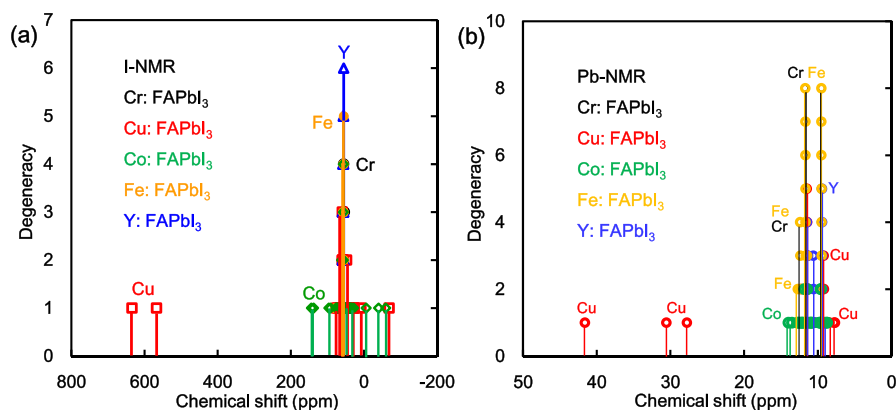 (a)
7
6
5
4
3
2
1
0
Degeneracy
I-NMR
Cr: FAPbI₃
Cu: FAPbI₃
Co: FAPbI₃
Fe: FAPbI₃
Y: FAPbI₃
Y
Fe
Cr
Cu
Co
800 600 400 200 0 -200
Chemical shift (ppm)
(b)
10
8
6
4
2
0
Degeneracy
Pb-NMR
Cr: FAPbI₃
Cu: FAPbI₃
Co: FAPbI₃
Fe: FAPbI₃
Y: FAPbI₃
Cr Fe
Y
Fe
Cr
Cu
Fe
Cu
Cu
Co
Cu
50 40 30 20 10 0
Chemical shift (ppm)